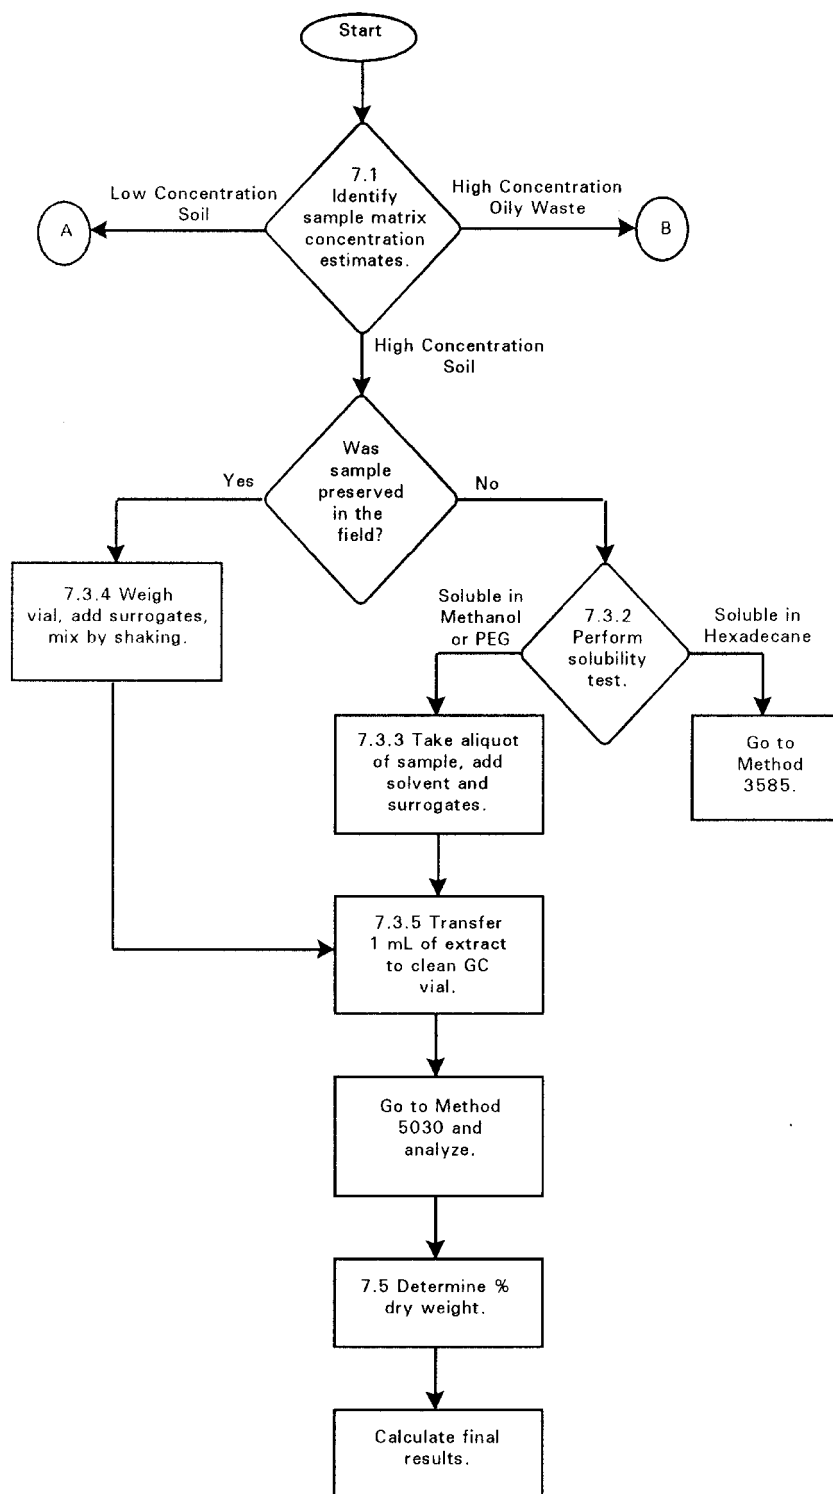 Start
7.1
Identify
sample matrix
concentration
estimates.
Low Concentration
Soil
High Concentration
Oily Waste
A
B
High Concentration
Soil
Was
sample
preserved
in the
field?
Yes
No
7.3.4 Weigh
vial, add surrogates,
mix by shaking.
Soluble in
Methanol
or PEG
7.3.2
Perform
solubility
test.
Soluble in
Hexadecane
7.3.3 Take aliquot
of sample, add
solvent and
surrogates.
Go to
Method
3585.
7.3.5 Transfer
1 mL of extract
to clean GC
vial.
Go to Method
5030 and
analyze.
7.5 Determine %
dry weight.
Calculate final
results.